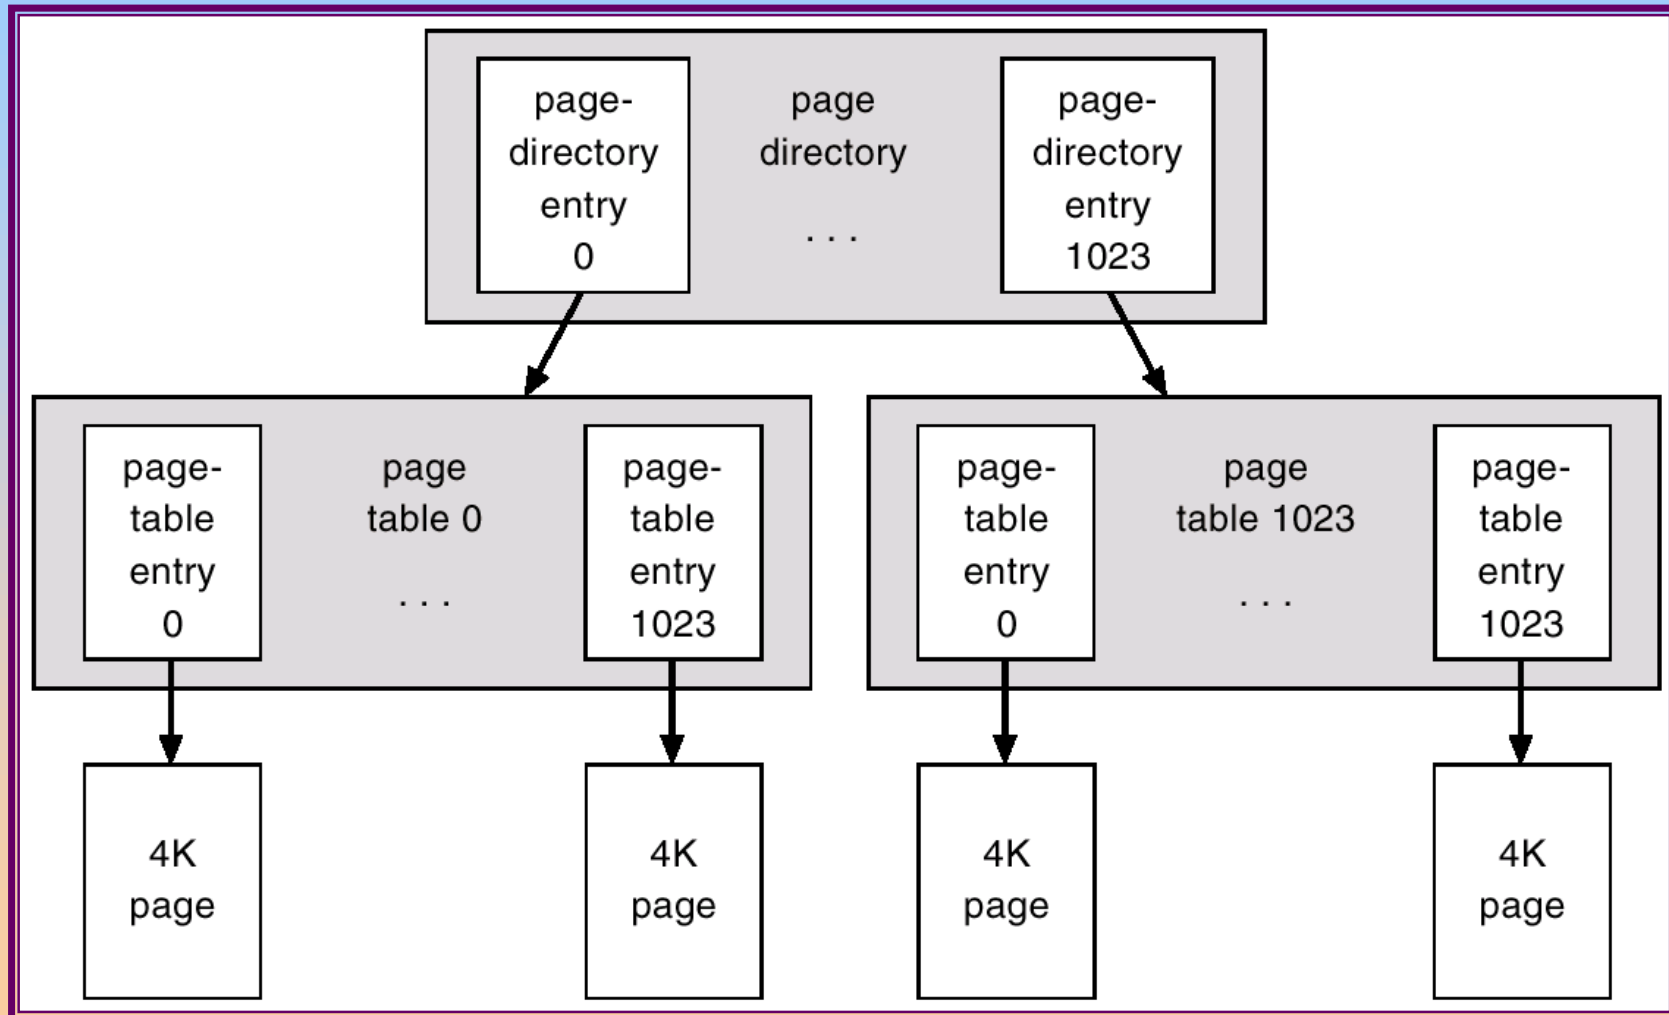 page-
directory
entry
0
page
directory
. . .
page-
directory
entry
1023
page-
table
entry
0
page
table 0
. . .
page-
table
entry
1023
page-
table
entry
0
page
table 1023
. . .
page-
table
entry
1023
4K
page
4K
page
4K
page
4K
page